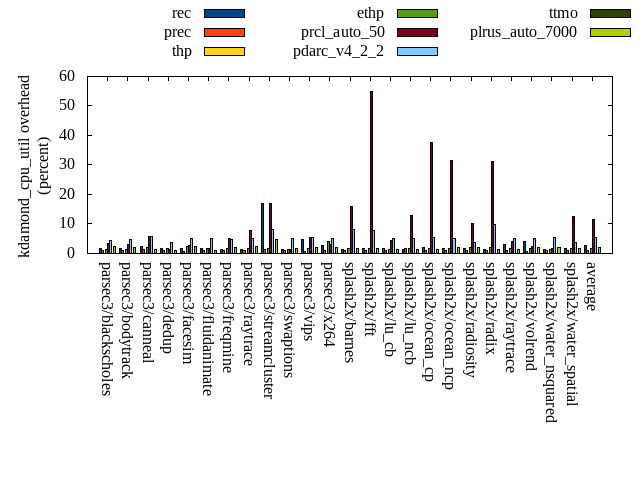 rec
prec
thp
ethp
prcl_auto_50
pdarc_v4_2_2
ttmo
plrus_auto_7000
kdamond_cpu_util overhead
(percent)
60
50
40
30
20
10
0
parsec3/blackscholes
parsec3/bodytrack
parsec3/canneal
parsec3/dedup
parsec3/facesim
parsec3/fluidanimate
parsec3/freqmine
parsec3/raytrace
parsec3/streamcluster
parsec3/swaptions
parsec3/vips
parsec3/x264
splash2x/barnes
splash2x/fft
splash2x/lu_cb
splash2x/lu_ncb
splash2x/ocean_cp
splash2x/ocean_ncp
splash2x/radiosity
splash2x/radix
splash2x/raytrace
splash2x/volrend
splash2x/water_nsquared
splash2x/water_spatial
average